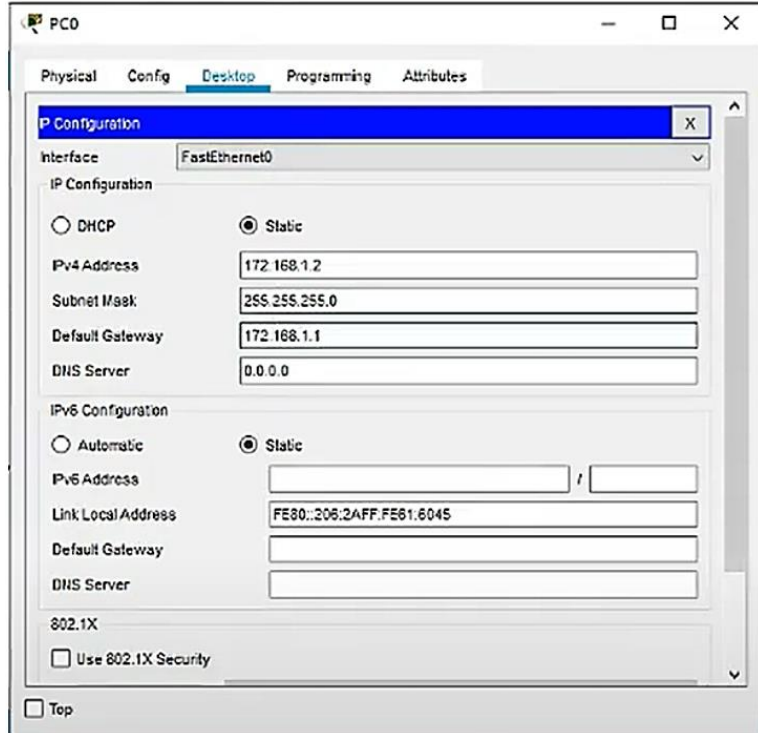 PC0
Physical Config Desktop Programming Attributes
IP Configuration X
Interface FastEthernet0
IP Configuration
DHCP Static
IPv4 Address 172.168.1.2
Subnet Mask 255.255.255.0
Default Gateway 172.168.1.1
DNS Server 0.0.0.0
IPv6 Configuration
Automatic Static
IPv6 Address /
Link Local Address FE80::206:2AFF:FE61:6045
Default Gateway
DNS Server
802.1X
Use 802.1X Security
Top